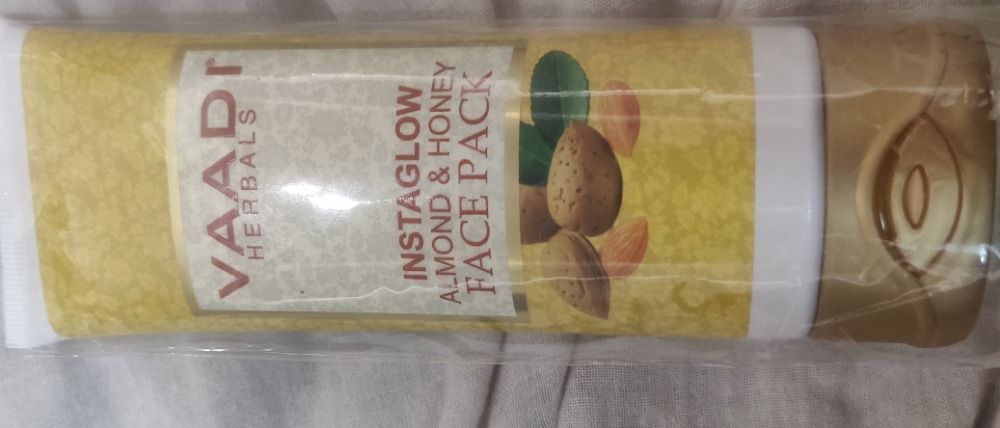 VAADI®
HERBALS
INSTAGLOW
ALMOND & HONEY
FACE PACK